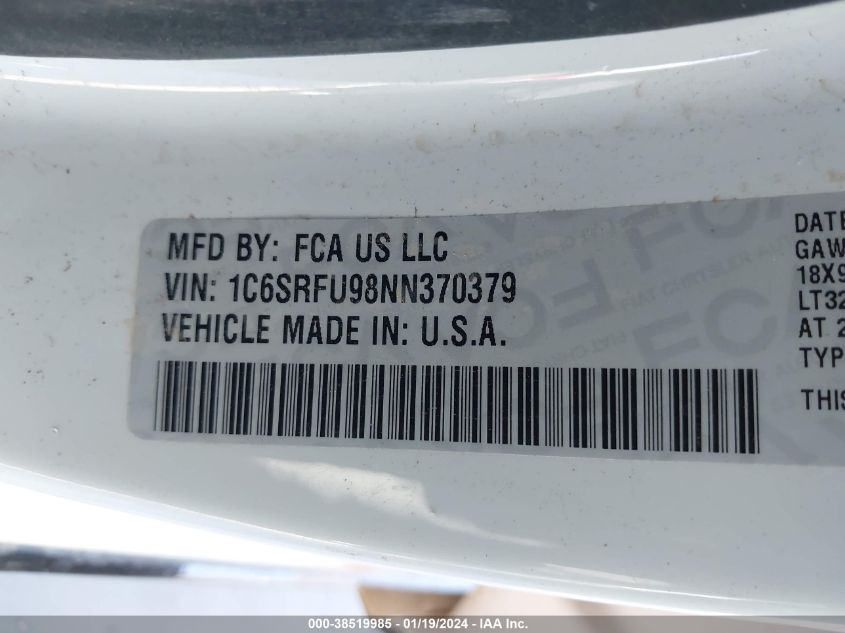 MFD BY: FCA US LLC
VIN: 1C6SRFU98NN370379
VEHICLE MADE IN: U.S.A.
DATE
GAW
18X9
LT32
AT 2
TYP
THIS
FCA
000-38519985 - 01/19/2024 - IAA Inc.